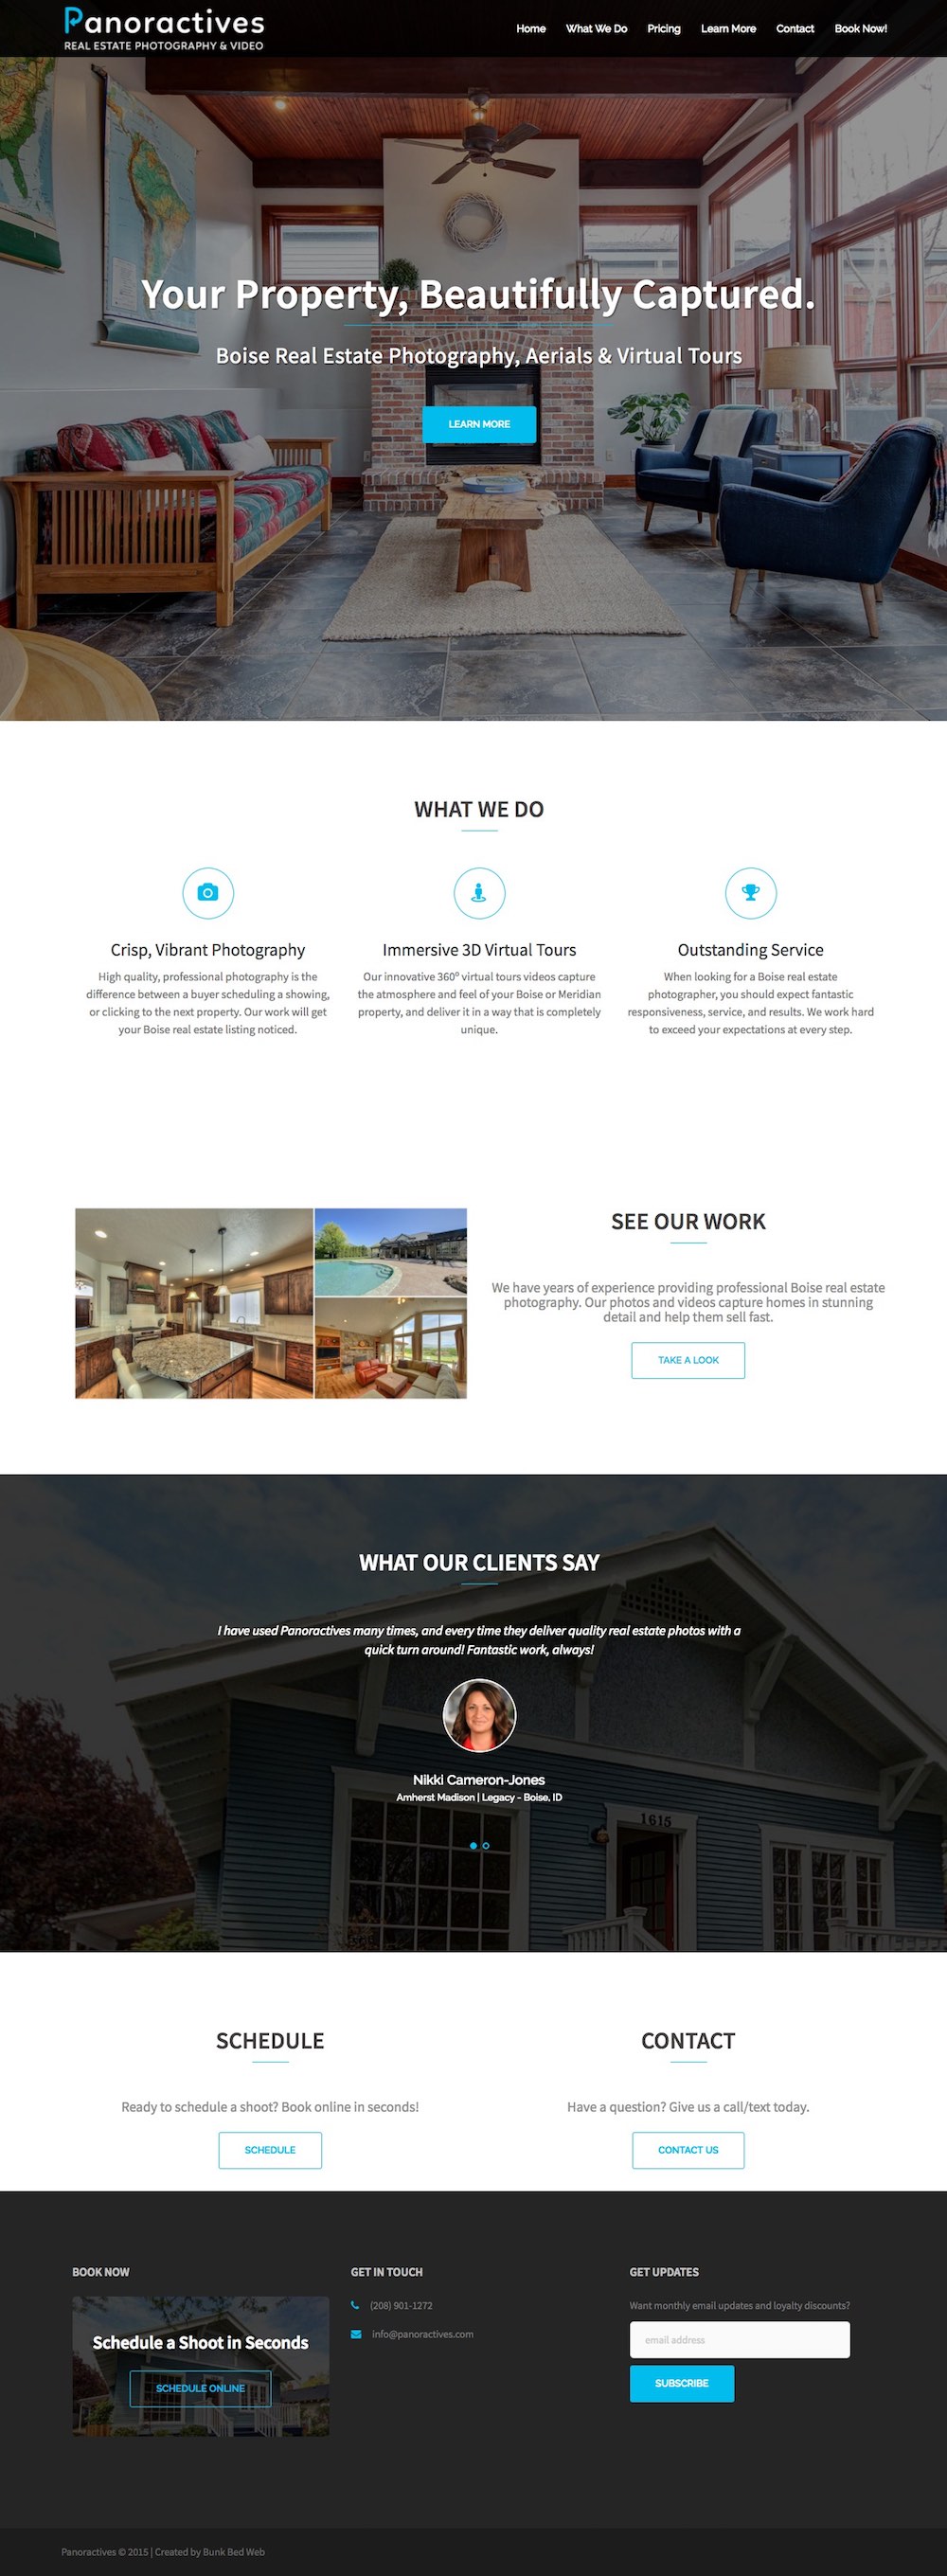 Panoractives
REAL ESTATE PHOTOGRAPHY & VIDEO
Home What We Do Pricing Learn More Contact Book Now!
Your Property, Beautifully Captured.
Boise Real Estate Photography, Aerials & Virtual Tours
LEARN MORE
WHAT WE DO
Crisp, Vibrant Photography
High quality, professional photography is the
difference between a buyer scheduling a showing,
or clicking to the next property. Our work will get
your Boise real estate listing noticed.
Immersive 3D Virtual Tours
Our innovative 360º virtual tours videos capture
the atmosphere and feel of your Boise or Meridian
property, and deliver it in a way that is completely
unique.
Outstanding Service
When looking for a Boise real estate
photographer, you should expect fantastic
responsiveness, service, and results. We work hard
to exceed your expectations at every step.
SEE OUR WORK
We have years of experience providing professional Boise real estate
photography. Our photos and videos capture homes in stunning
detail and help them sell fast.
TAKE A LOOK
WHAT OUR CLIENTS SAY
I have used Panoractives many times, and every time they deliver quality real estate photos with a
quick turn around! Fantastic work, always!
Nikki Cameron-Jones
Amherst Madison | Legacy - Boise, ID
1615
SCHEDULE
Ready to schedule a shoot? Book online in seconds!
SCHEDULE
CONTACT
Have a question? Give us a call/text today.
CONTACT US
BOOK NOW
Schedule a Shoot in Seconds
SCHEDULE ONLINE
GET IN TOUCH
(208) 901-1272
info@panoractives.com
GET UPDATES
Want monthly email updates and loyalty discounts?
email address
SUBSCRIBE
Panoractives © 2015 | Created by Bunk Bed Web